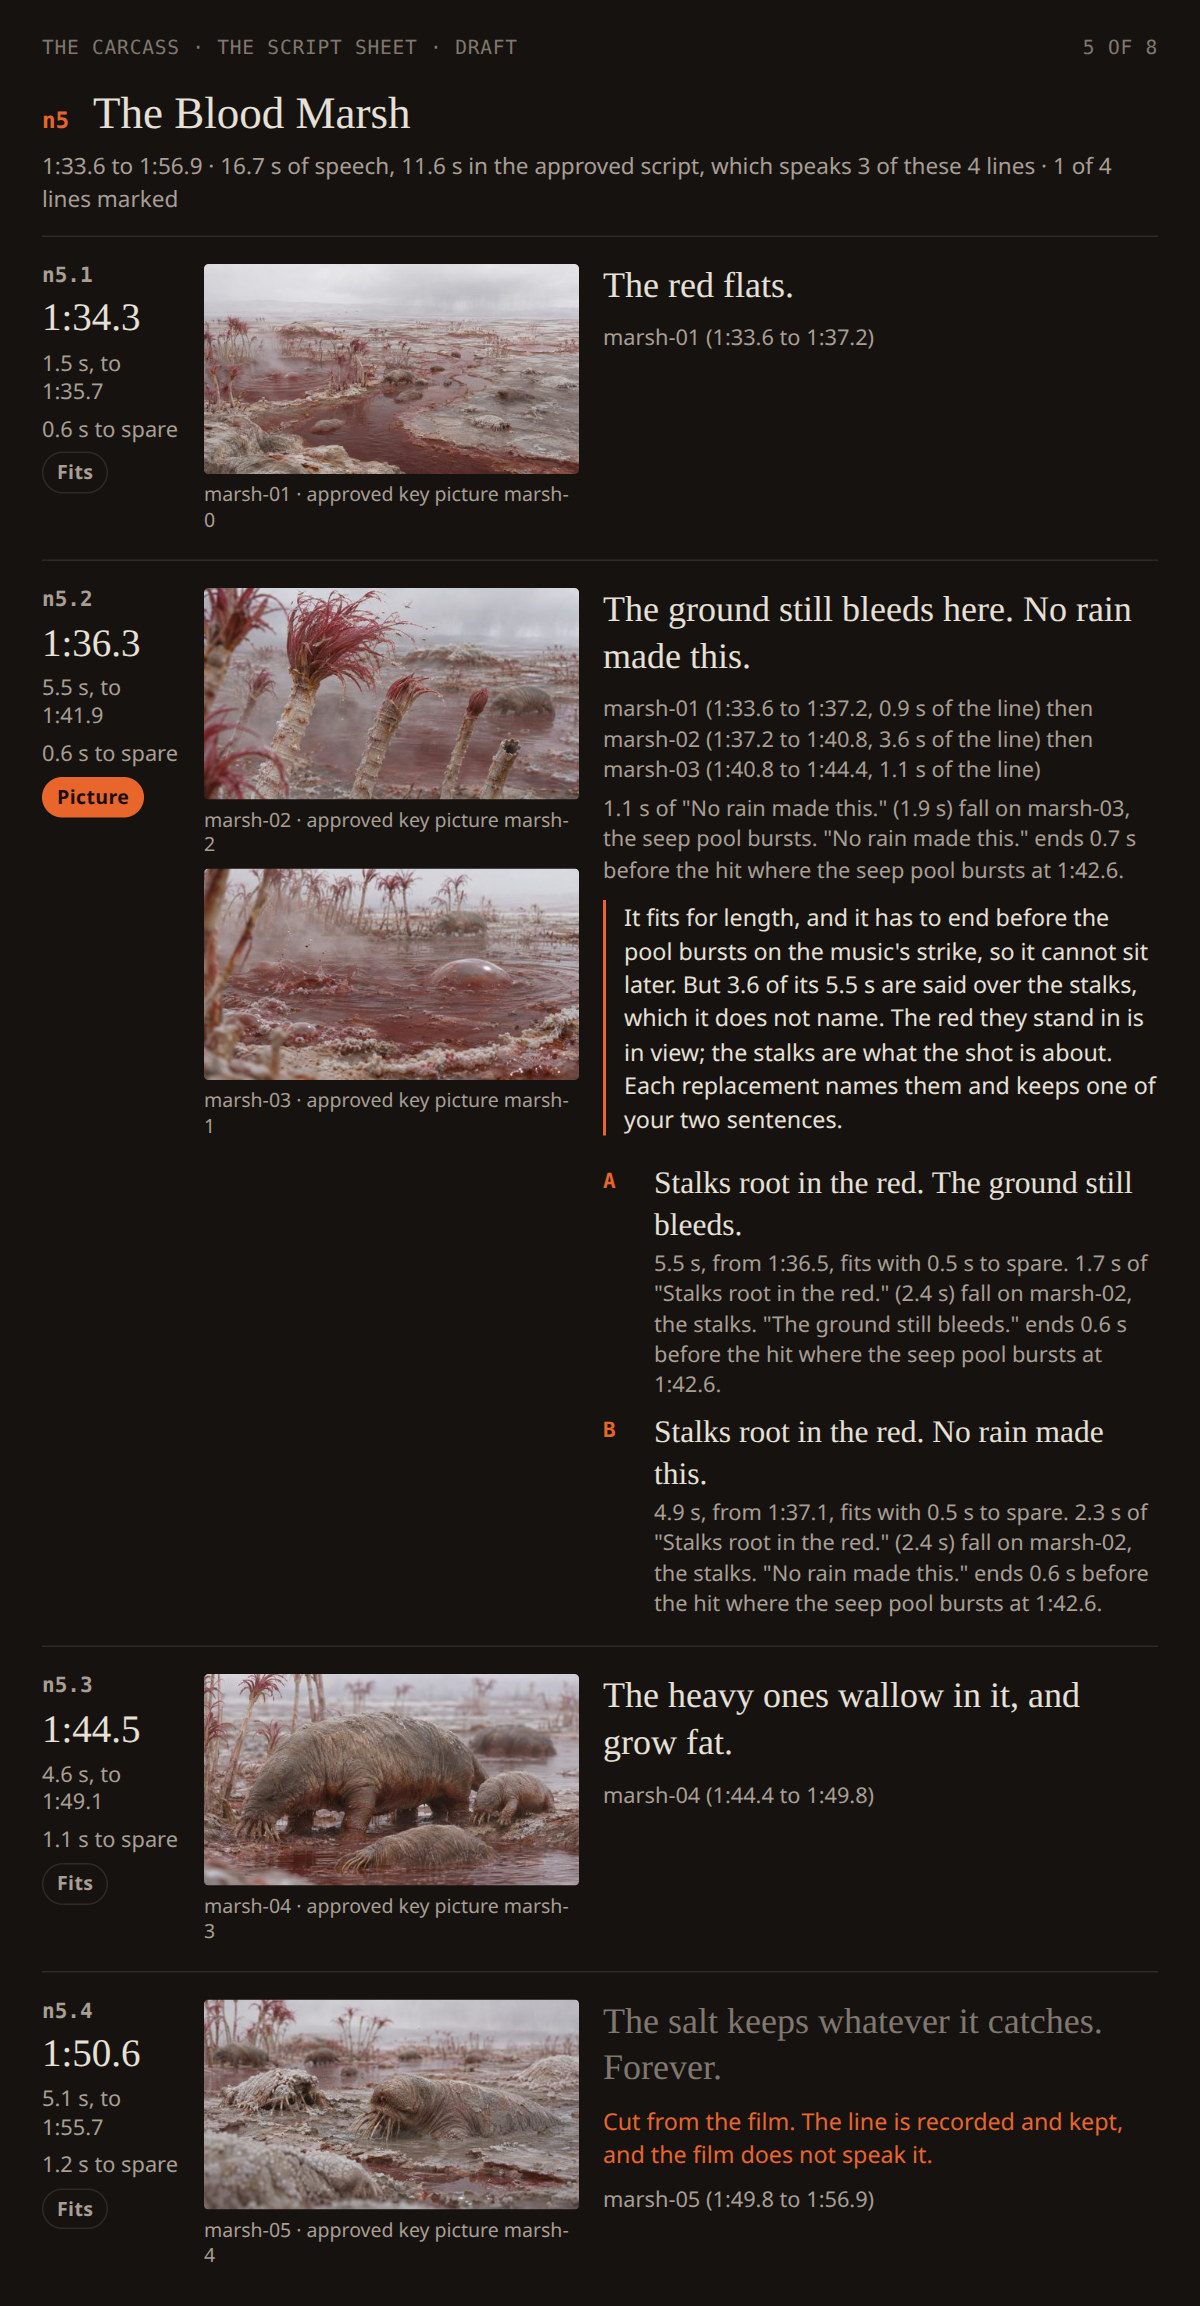 THE CARCASS · THE SCRIPT SHEET · DRAFT
5 OF 8
n5 The Blood Marsh
1:33.6 to 1:56.9 · 16.7 s of speech, 11.6 s in the approved script, which speaks 3 of these 4 lines · 1 of 4
lines marked
n5.1
1:34.3
1.5 s, to
1:35.7
0.6 s to spare
Fits
marsh-01 · approved key picture marsh-
0
The red flats.
marsh-01 (1:33.6 to 1:37.2)
n5.2
1:36.3
5.5 s, to
1:41.9
0.6 s to spare
Picture
marsh-02 · approved key picture marsh-
2
marsh-03 · approved key picture marsh-
1
The ground still bleeds here. No rain
made this.
marsh-01 (1:33.6 to 1:37.2, 0.9 s of the line) then
marsh-02 (1:37.2 to 1:40.8, 3.6 s of the line) then
marsh-03 (1:40.8 to 1:44.4, 1.1 s of the line)
1.1 s of "No rain made this." (1.9 s) fall on marsh-03,
the seep pool bursts. "No rain made this." ends 0.7 s
before the hit where the seep pool bursts at 1:42.6.
It fits for length, and it has to end before the
pool bursts on the music's strike, so it cannot sit
later. But 3.6 of its 5.5 s are said over the stalks,
which it does not name. The red they stand in is
in view; the stalks are what the shot is about.
Each replacement names them and keeps one of
your two sentences.
A
Stalks root in the red. The ground still
bleeds.
5.5 s, from 1:36.5, fits with 0.5 s to spare. 1.7 s of
"Stalks root in the red." (2.4 s) fall on marsh-02,
the stalks. "The ground still bleeds." ends 0.6 s
before the hit where the seep pool bursts at
1:42.6.
B
Stalks root in the red. No rain made
this.
4.9 s, from 1:37.1, fits with 0.5 s to spare. 2.3 s of
"Stalks root in the red." (2.4 s) fall on marsh-02,
the stalks. "No rain made this." ends 0.6 s before
the hit where the seep pool bursts at 1:42.6.
n5.3
1:44.5
4.6 s, to
1:49.1
1.1 s to spare
Fits
marsh-04 · approved key picture marsh-
3
The heavy ones wallow in it, and
grow fat.
marsh-04 (1:44.4 to 1:49.8)
n5.4
1:50.6
5.1 s, to
1:55.7
1.2 s to spare
Fits
marsh-05 · approved key picture marsh-
4
The salt keeps whatever it catches.
Forever.
Cut from the film. The line is recorded and kept,
and the film does not speak it.
marsh-05 (1:49.8 to 1:56.9)